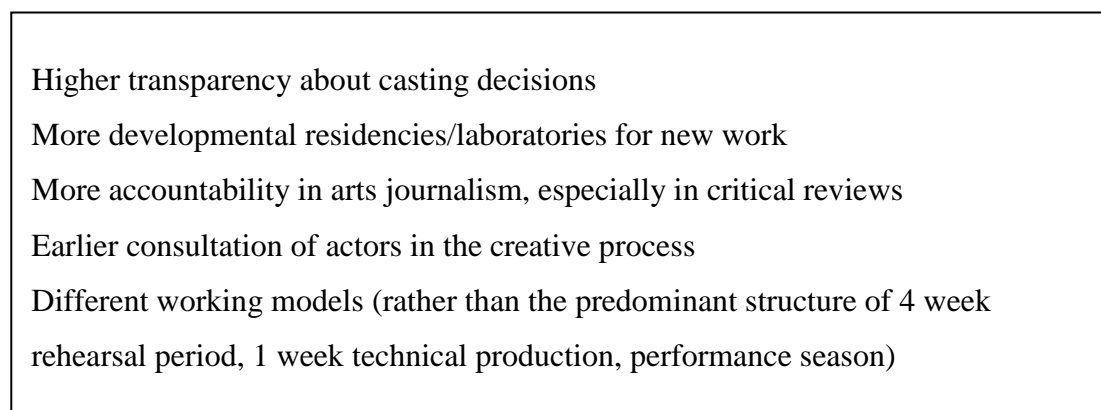 Higher transparency about casting decisions
More developmental residencies/laboratories for new work
More accountability in arts journalism, especially in critical reviews
Earlier consultation of actors in the creative process
Different working models (rather than the predominant structure of 4 week
rehearsal period, 1 week technical production, performance season)